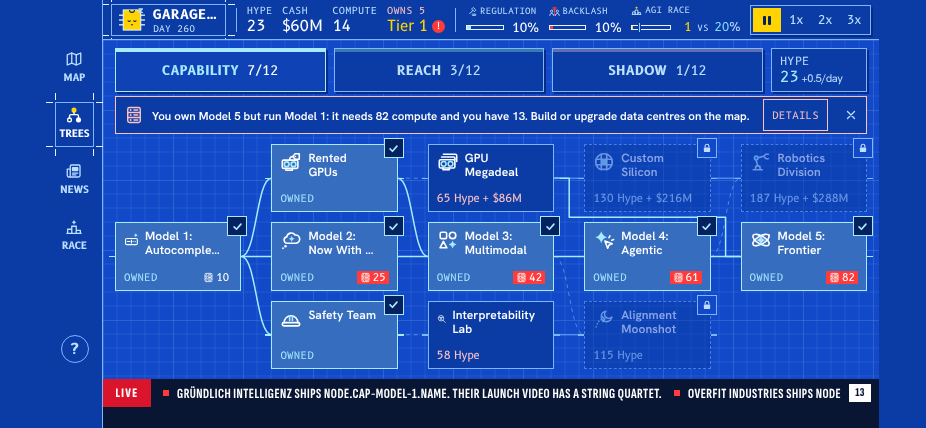 GARAGE...
DAY 260
HYPE
23
CASH
$60M
COMPUTE
14
OWNS 5
Tier 1 !
REGULATION
10%
BACKLASH
10%
AGI RACE
1 VS 20%
1x 2x 3x
MAP
TREES
NEWS
RACE
?
CAPABILITY 7/12
REACH 3/12
SHADOW 1/12
HYPE
23 +0.5/day
You own Model 5 but run Model 1: it needs 82 compute and you have 13. Build or upgrade data centres on the map.
DETAILS
Rented
GPUs
OWNED
GPU
Megadeal
65 Hype + $86M
Custom
Silicon
130 Hype + $216M
Robotics
Division
187 Hype + $288M
Model 1:
Autocomple...
OWNED
10
Model 2:
Now With ...
OWNED
25
Model 3:
Multimodal
OWNED
42
Model 4:
Agentic
OWNED
61
Model 5:
Frontier
OWNED
82
Safety Team
OWNED
Interpretability
Lab
58 Hype
Alignment
Moonshot
115 Hype
LIVE
GRÜNDLICH INTELLIGENZ SHIPS NODE.CAP-MODEL-1.NAME. THEIR LAUNCH VIDEO HAS A STRING QUARTET.
OVERFIT INDUSTRIES SHIPS NODE
13